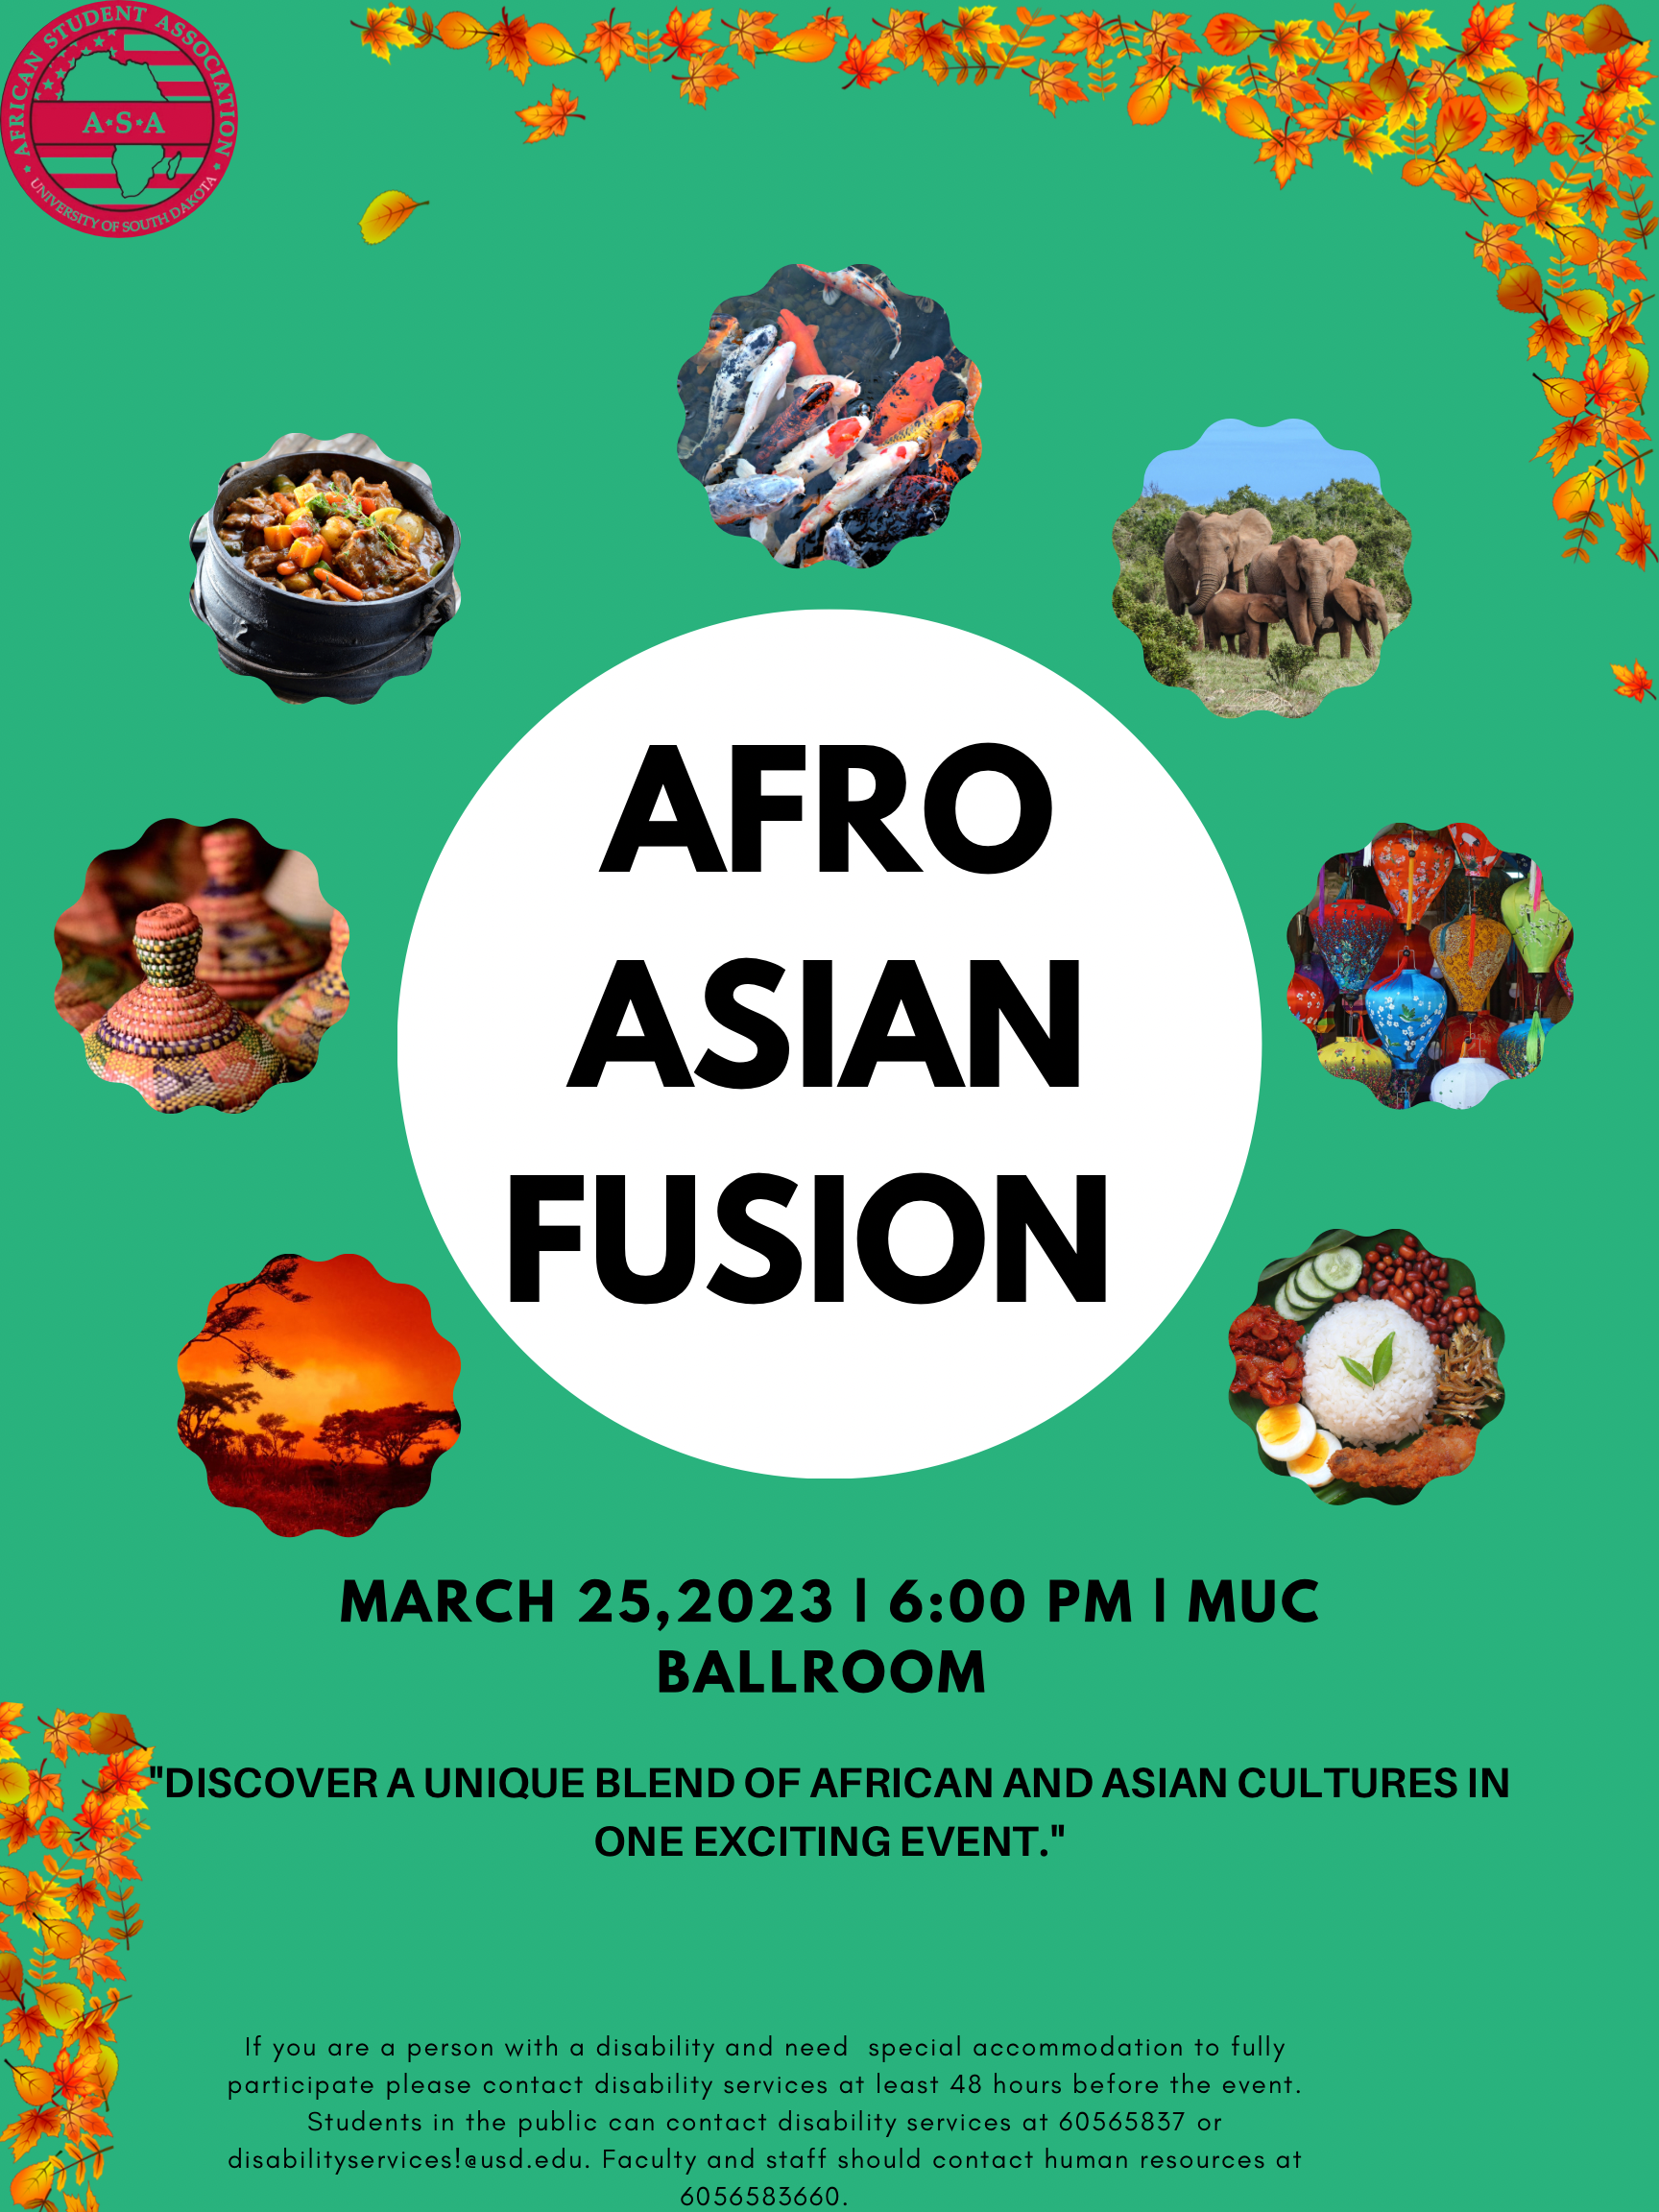 AFRICAN STUDENT ASSOCIATION
A·S·A
UNIVERSITY OF SOUTH DAKOTA
AFRO
ASIAN
FUSION
MARCH 25,2023 | 6:00 PM | MUC
BALLROOM
"DISCOVER A UNIQUE BLEND OF AFRICAN AND ASIAN CULTURES IN
ONE EXCITING EVENT."
If you are a person with a disability and need  special accommodation to fully
participate please contact disability services at least 48 hours before the event.
Students in the public can contact disability services at 60565837 or
disabilityservices!@usd.edu. Faculty and staff should contact human resources at
6056583660.